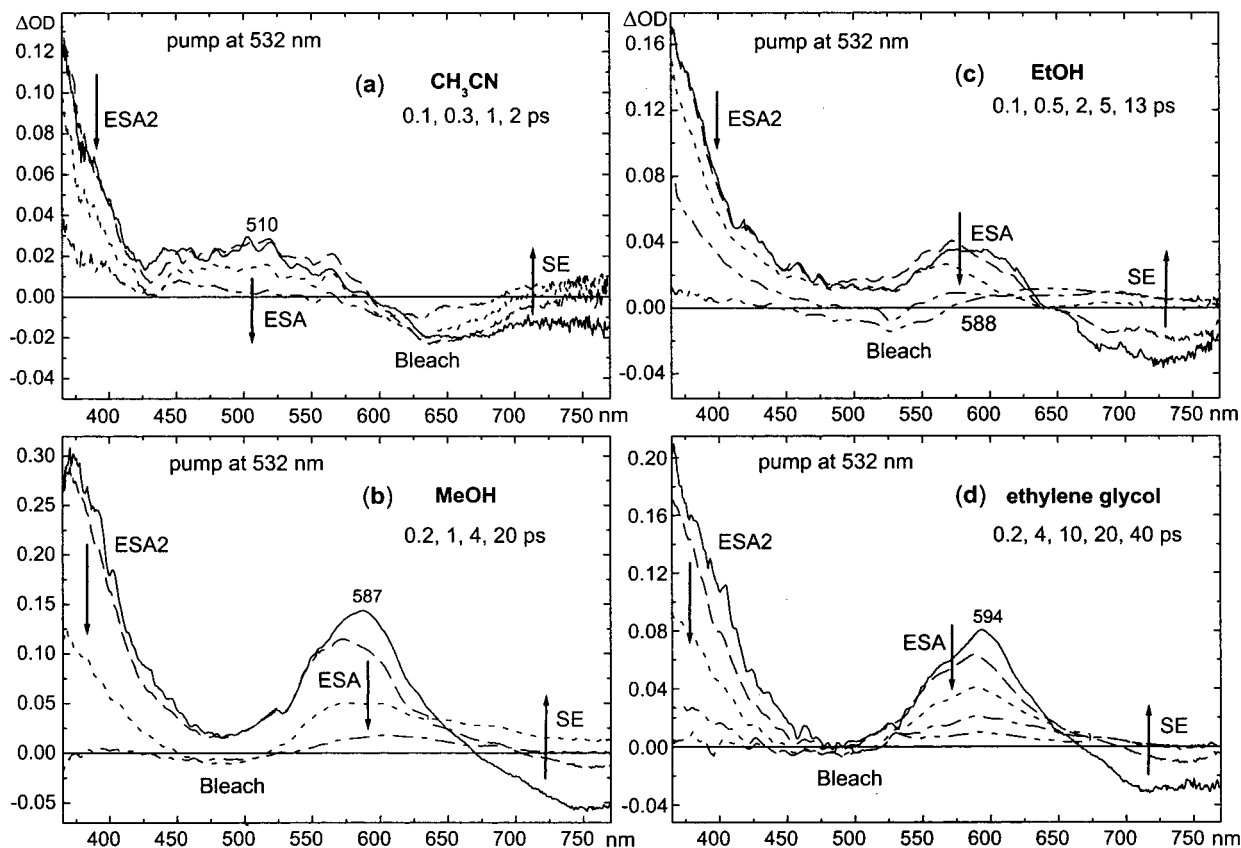 ΔOD
0.12
0.10
0.08
0.06
0.04
0.02
0.00
-0.02
-0.04
pump at 532 nm
(a) CH₃CN
0.1, 0.3, 1, 2 ps
ESA2
510
ESA
SE
Bleach
400 450 500 550 600 650 700 750 nm
ΔOD
0.16
0.12
0.08
0.04
0.00
-0.04
pump at 532 nm
(c) EtOH
0.1, 0.5, 2, 5, 13 ps
ESA2
ESA
SE
588
Bleach
400 450 500 550 600 650 700 750 nm
0.30
0.25
0.20
0.15
0.10
0.05
0.00
-0.05
pump at 532 nm
(b) MeOH
0.2, 1, 4, 20 ps
ESA2
587
ESA
SE
Bleach
400 450 500 550 600 650 700 750 nm
0.20
0.16
0.12
0.08
0.04
0.00
-0.04
pump at 532 nm
(d) ethylene glycol
0.2, 4, 10, 20, 40 ps
ESA2
594
ESA
SE
Bleach
400 450 500 550 600 650 700 750 nm